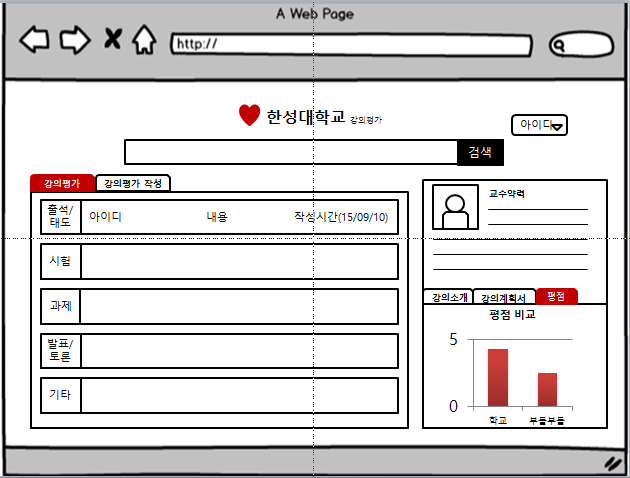 A Web Page
http://
한성대학교 강의평가
아이디
검색
강의평가
강의평가 작성
출석/
태도
아이디
내용
작성시간(15/09/10)
시험
과제
발표/
토론
기타
교수약력
강의소개
강의계획서
평점
평점 비교
5
0
학교
부들부들